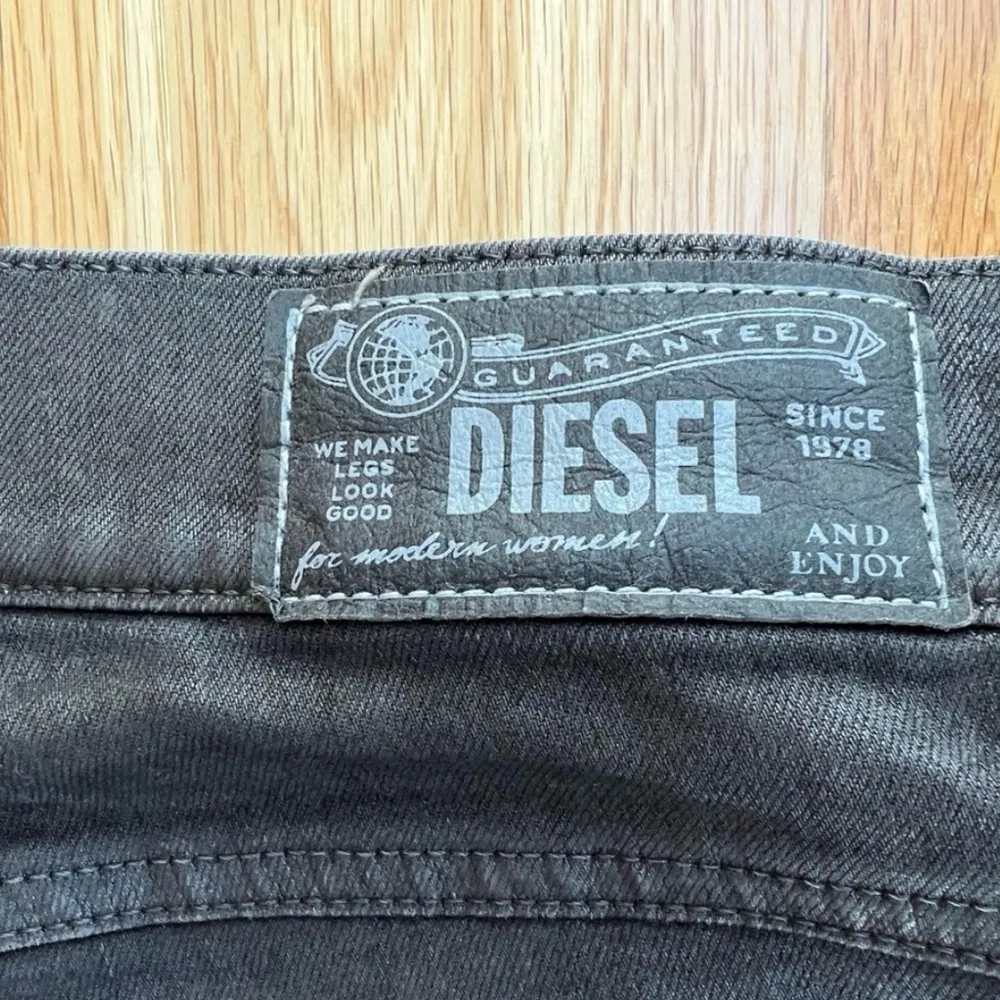 GUARANTEED
DIESEL
SINCE
1978
WE MAKE
LEGS
LOOK
GOOD
for modern women!
AND
ENJOY